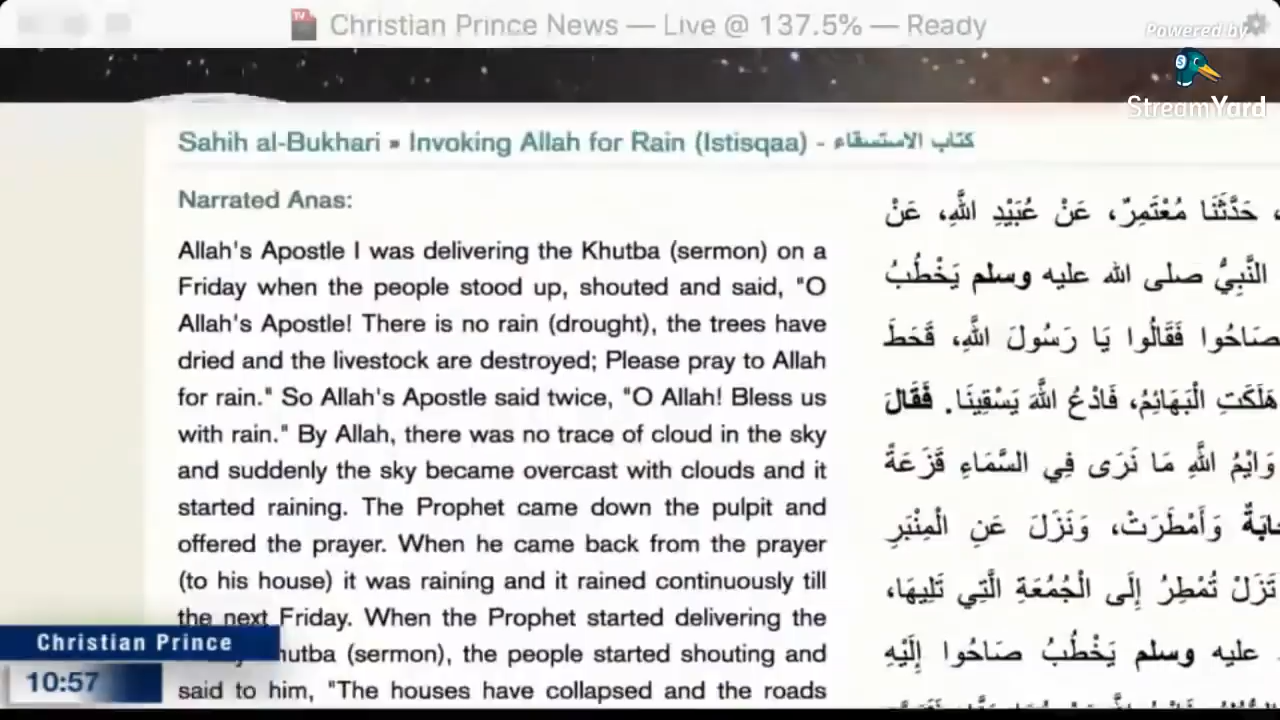 Christian Prince News — Live @ 137.5% — Ready
Powered by
StreamYard
Sahih al-Bukhari » Invoking Allah for Rain (Istisqaa) - كتاب الاستسقاء
Narrated Anas:
Allah's Apostle I was delivering the Khutba (sermon) on a
Friday when the people stood up, shouted and said, "O
Allah's Apostle! There is no rain (drought), the trees have
dried and the livestock are destroyed; Please pray to Allah
for rain." So Allah's Apostle said twice, "O Allah! Bless us
with rain." By Allah, there was no trace of cloud in the sky
and suddenly the sky became overcast with clouds and it
started raining. The Prophet came down the pulpit and
offered the prayer. When he came back from the prayer
(to his house) it was raining and it rained continuously till
the next Friday. When the Prophet started delivering the
hutba (sermon), the people started shouting and
said to him, "The houses have collapsed and the roads
، حَدَّثَنَا مُعْتَمِرٌ، عَنْ عُبَيْدِ اللَّهِ، عَنْ
النَّبِيُّ صلى الله عليه وسلم يَخْطُبُ
صَاحُوا فَقَالُوا يَا رَسُولَ اللَّهِ، قَحَطَ
هَلَكَتِ الْبَهَائِمُ، فَادْعُ اللَّهَ يَسْقِينَا. فَقَالَ
وَايْمُ اللَّهِ مَا نَرَى فِي السَّمَاءِ قَزَعَةً
حَابَةٌ وَأَمْطَرَتْ، وَنَزَلَ عَنِ الْمِنْبَرِ
تَزَلْ تُمْطِرُ إِلَى الْجُمُعَةِ الَّتِي تَلِيهَا،
عليه وسلم يَخْطُبُ صَاحُوا إِلَيْهِ
Christian Prince
10:57